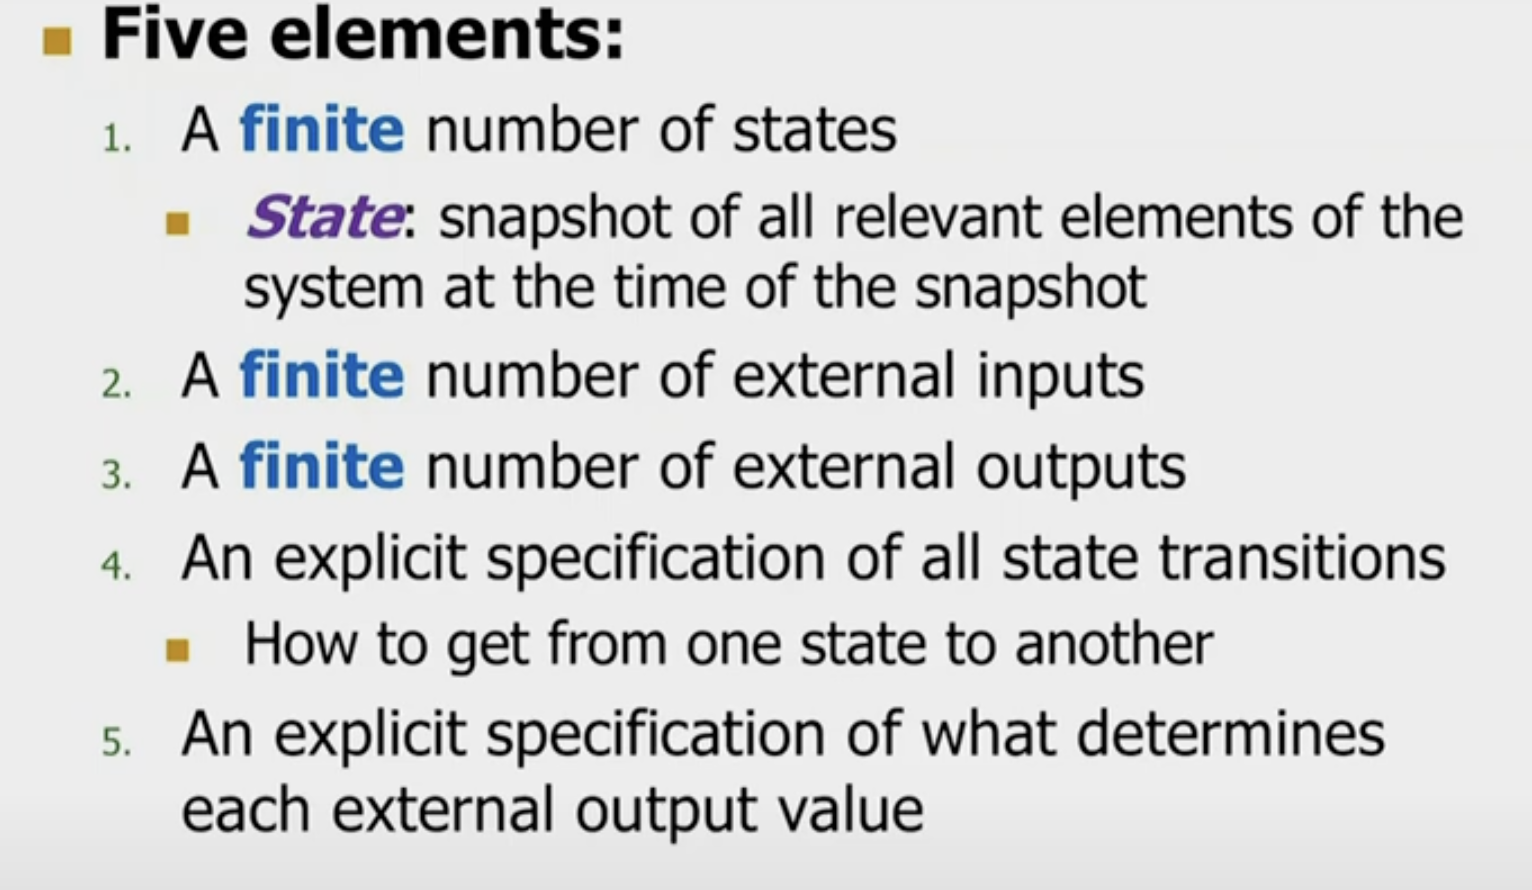 Five elements:
1. A finite number of states
State: snapshot of all relevant elements of the
system at the time of the snapshot
2. A finite number of external inputs
3. A finite number of external outputs
4. An explicit specification of all state transitions
How to get from one state to another
5. An explicit specification of what determines
each external output value